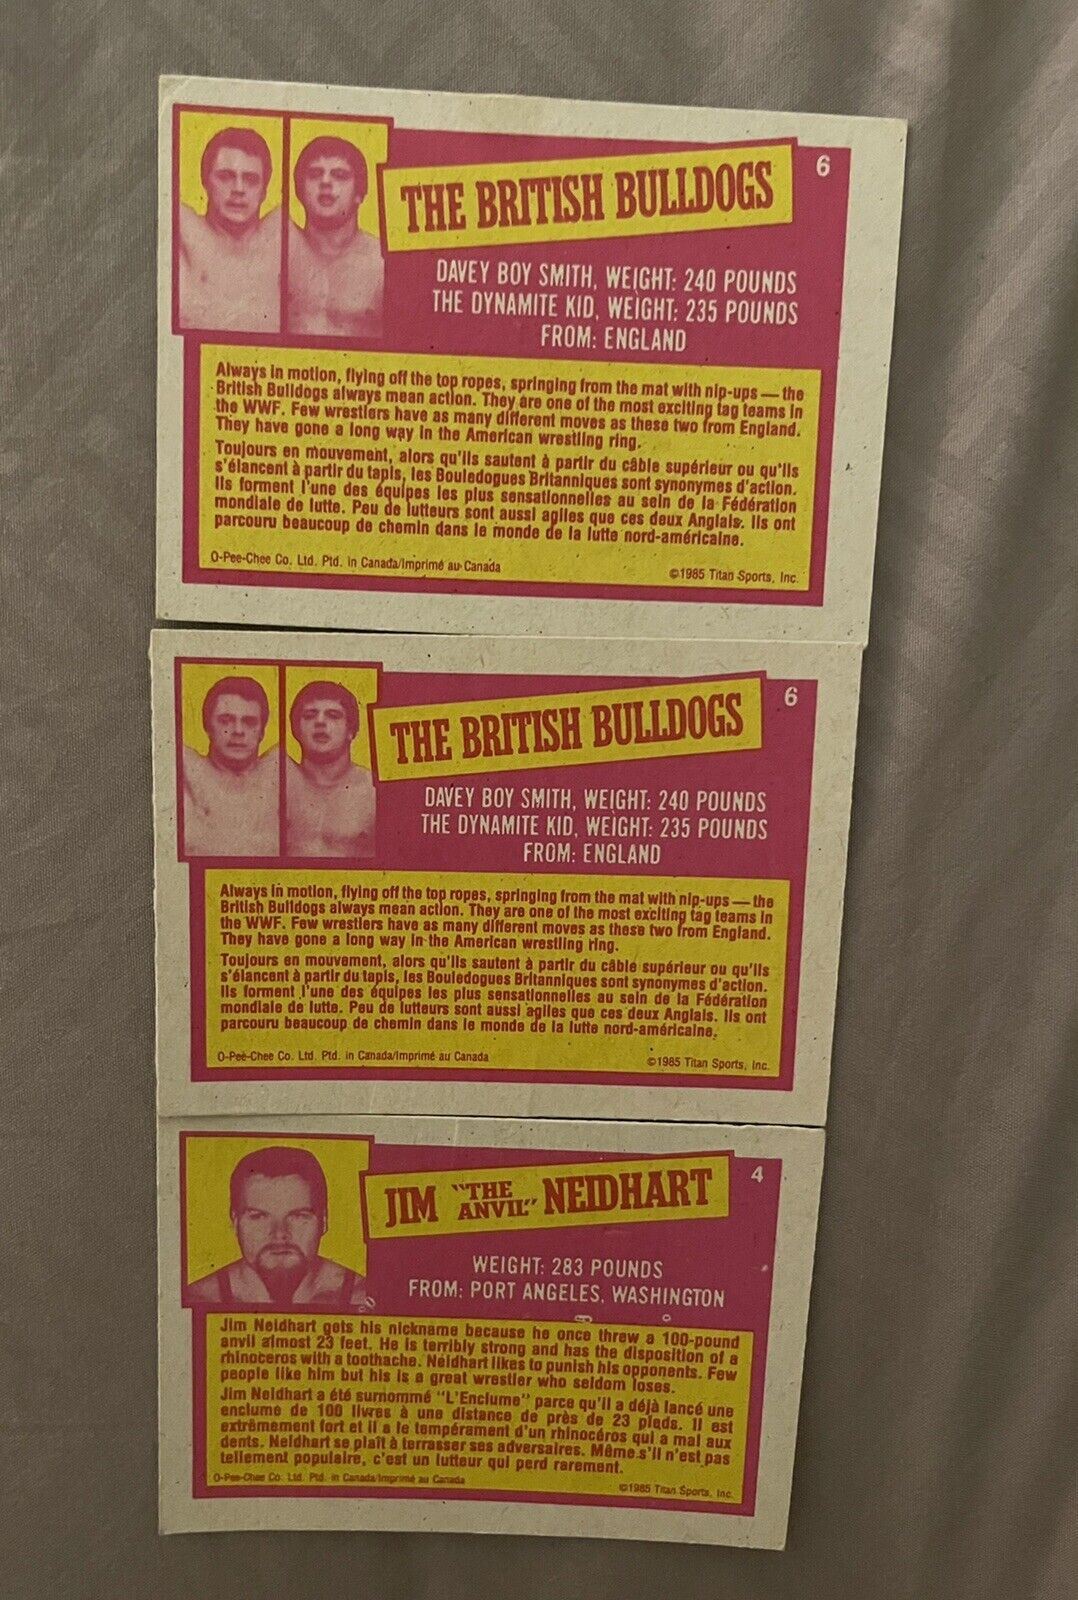 6
THE BRITISH BULLDOGS
DAVEY BOY SMITH, WEIGHT: 240 POUNDS
THE DYNAMITE KID, WEIGHT: 235 POUNDS
FROM: ENGLAND
Always in motion, flying off the top ropes, springing from the mat with nip-ups — the
British Bulldogs always mean action. They are one of the most exciting tag teams in
the WWF. Few wrestlers have as many different moves as these two from England.
They have gone a long way in the American wrestling ring.
Toujours en mouvement, alors qu'ils sautent à partir du câble supérieur ou qu'ils
s'élancent à partir du tapis, les Bouledogues Britanniques sont synonymes d'action.
Ils forment l'une des équipes les plus sensationnelles au sein de la Fédération
mondiale de lutte. Peu de lutteurs sont aussi agiles que ces deux Anglais. Ils ont
parcouru beaucoup de chemin dans le monde de la lutte nord-américaine.
O-Pee-Chee Co. Ltd. Ptd. in Canada/Imprimé au Canada
©1985 Titan Sports, Inc.
6
THE BRITISH BULLDOGS
DAVEY BOY SMITH, WEIGHT: 240 POUNDS
THE DYNAMITE KID, WEIGHT: 235 POUNDS
FROM: ENGLAND
Always in motion, flying off the top ropes, springing from the mat with nip-ups — the
British Bulldogs always mean action. They are one of the most exciting tag teams in
the WWF. Few wrestlers have as many different moves as these two from England.
They have gone a long way in the American wrestling ring.
Toujours en mouvement, alors qu'ils sautent à partir du câble supérieur ou qu'ils
s'élancent à partir du tapis, les Bouledogues Britanniques sont synonymes d'action.
Ils forment l'une des équipes les plus sensationnelles au sein de la Fédération
mondiale de lutte. Peu de lutteurs sont aussi agiles que ces deux Anglais. Ils ont
parcouru beaucoup de chemin dans le monde de la lutte nord-américaine.
O-Pee-Chee Co. Ltd. Ptd. in Canada/Imprimé au Canada
©1985 Titan Sports, Inc.
4
JIM "THE ANVIL" NEIDHART
WEIGHT: 283 POUNDS
FROM: PORT ANGELES, WASHINGTON
Jim Neidhart gets his nickname because he once threw a 100-pound
anvil almost 23 feet. He is terribly strong and has the disposition of a
rhinoceros with a toothache. Neidhart likes to punish his opponents. Few
people like him but his is a great wrestler who seldom loses.
Jim Neidhart a été surnommé "L'Enclume" parce qu'il a déjà lancé une
enclume de 100 livres à une distance de près de 23 pieds. Il est
extrêmement fort et il a le tempérament d'un rhinocéros qui a mal aux
dents. Neidhart se plaît à terrasser ses adversaires. Même s'il n'est pas
tellement populaire, c'est un lutteur qui perd rarement.
O-Pee-Chee Co. Ltd. Ptd. in Canada/Imprimé au Canada
©1985 Titan Sports, Inc.